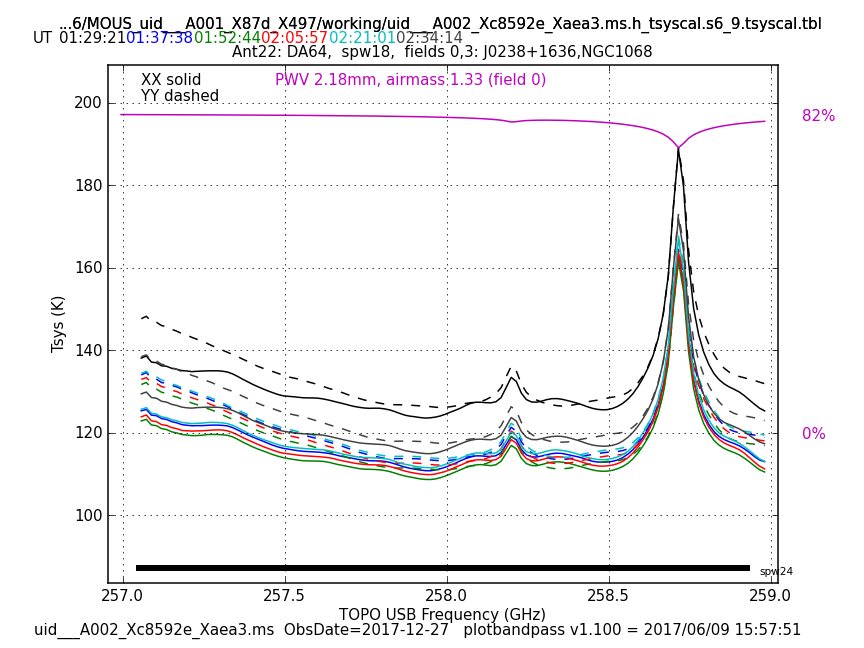 ...6/MOUS_uid___A001_X87d_X497/working/uid___A002_Xc8592e_Xaea3.ms.h_tsyscal.s6_9.tsyscal.tbl
UT 01:29:21 01:37:38 01:52:44 02:05:57 02:21:01 02:34:14
Ant22: DA64, spw18, fields 0,3: J0238+1636,NGC1068
XX solid PWV 2.18mm, airmass 1.33 (field 0)
YY dashed
200
82%
180
160
Tsys (K)
140
120
0%
100
spw24
257.0 257.5 258.0 258.5 259.0
TOPO USB Frequency (GHz)
uid___A002_Xc8592e_Xaea3.ms ObsDate=2017-12-27 plotbandpass v1.100 = 2017/06/09 15:57:51